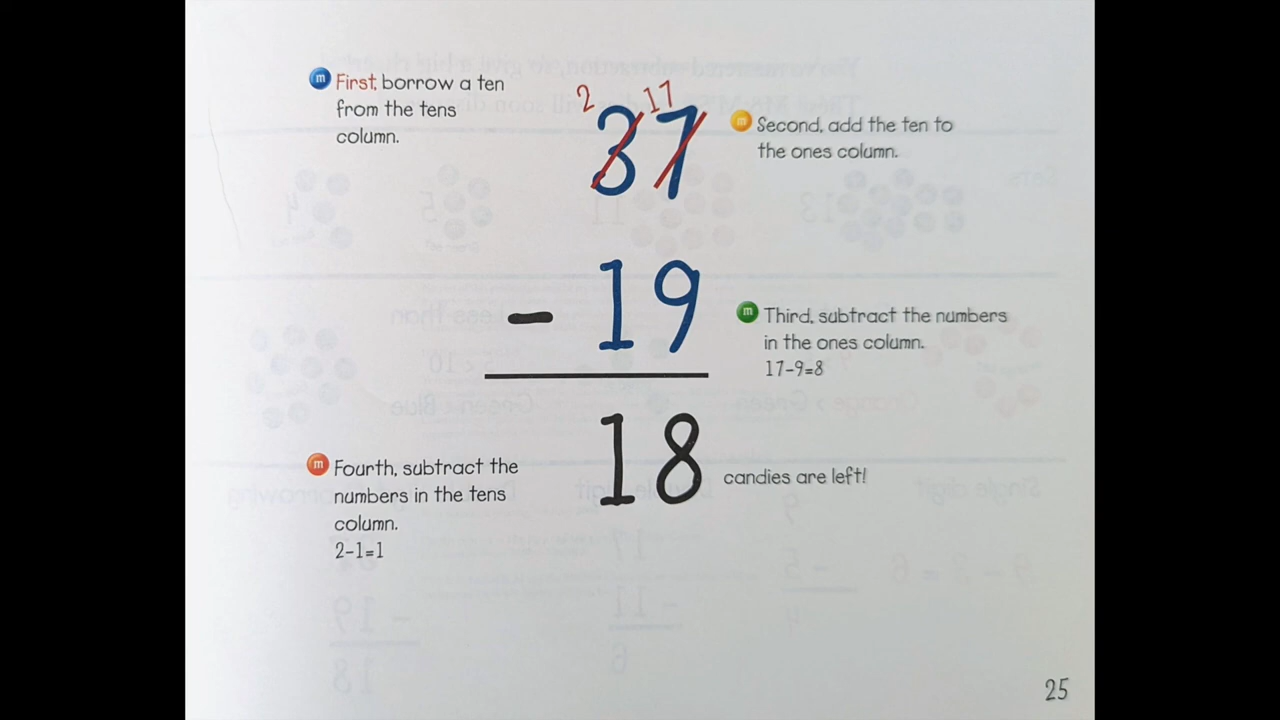 First, borrow a ten
from the tens
column.
2 17
37
Second, add the ten to
the ones column.
- 19
Third, subtract the numbers
in the ones column.
17-9=8
18
candies are left!
Fourth, subtract the
numbers in the tens
column.
2-1=1
25